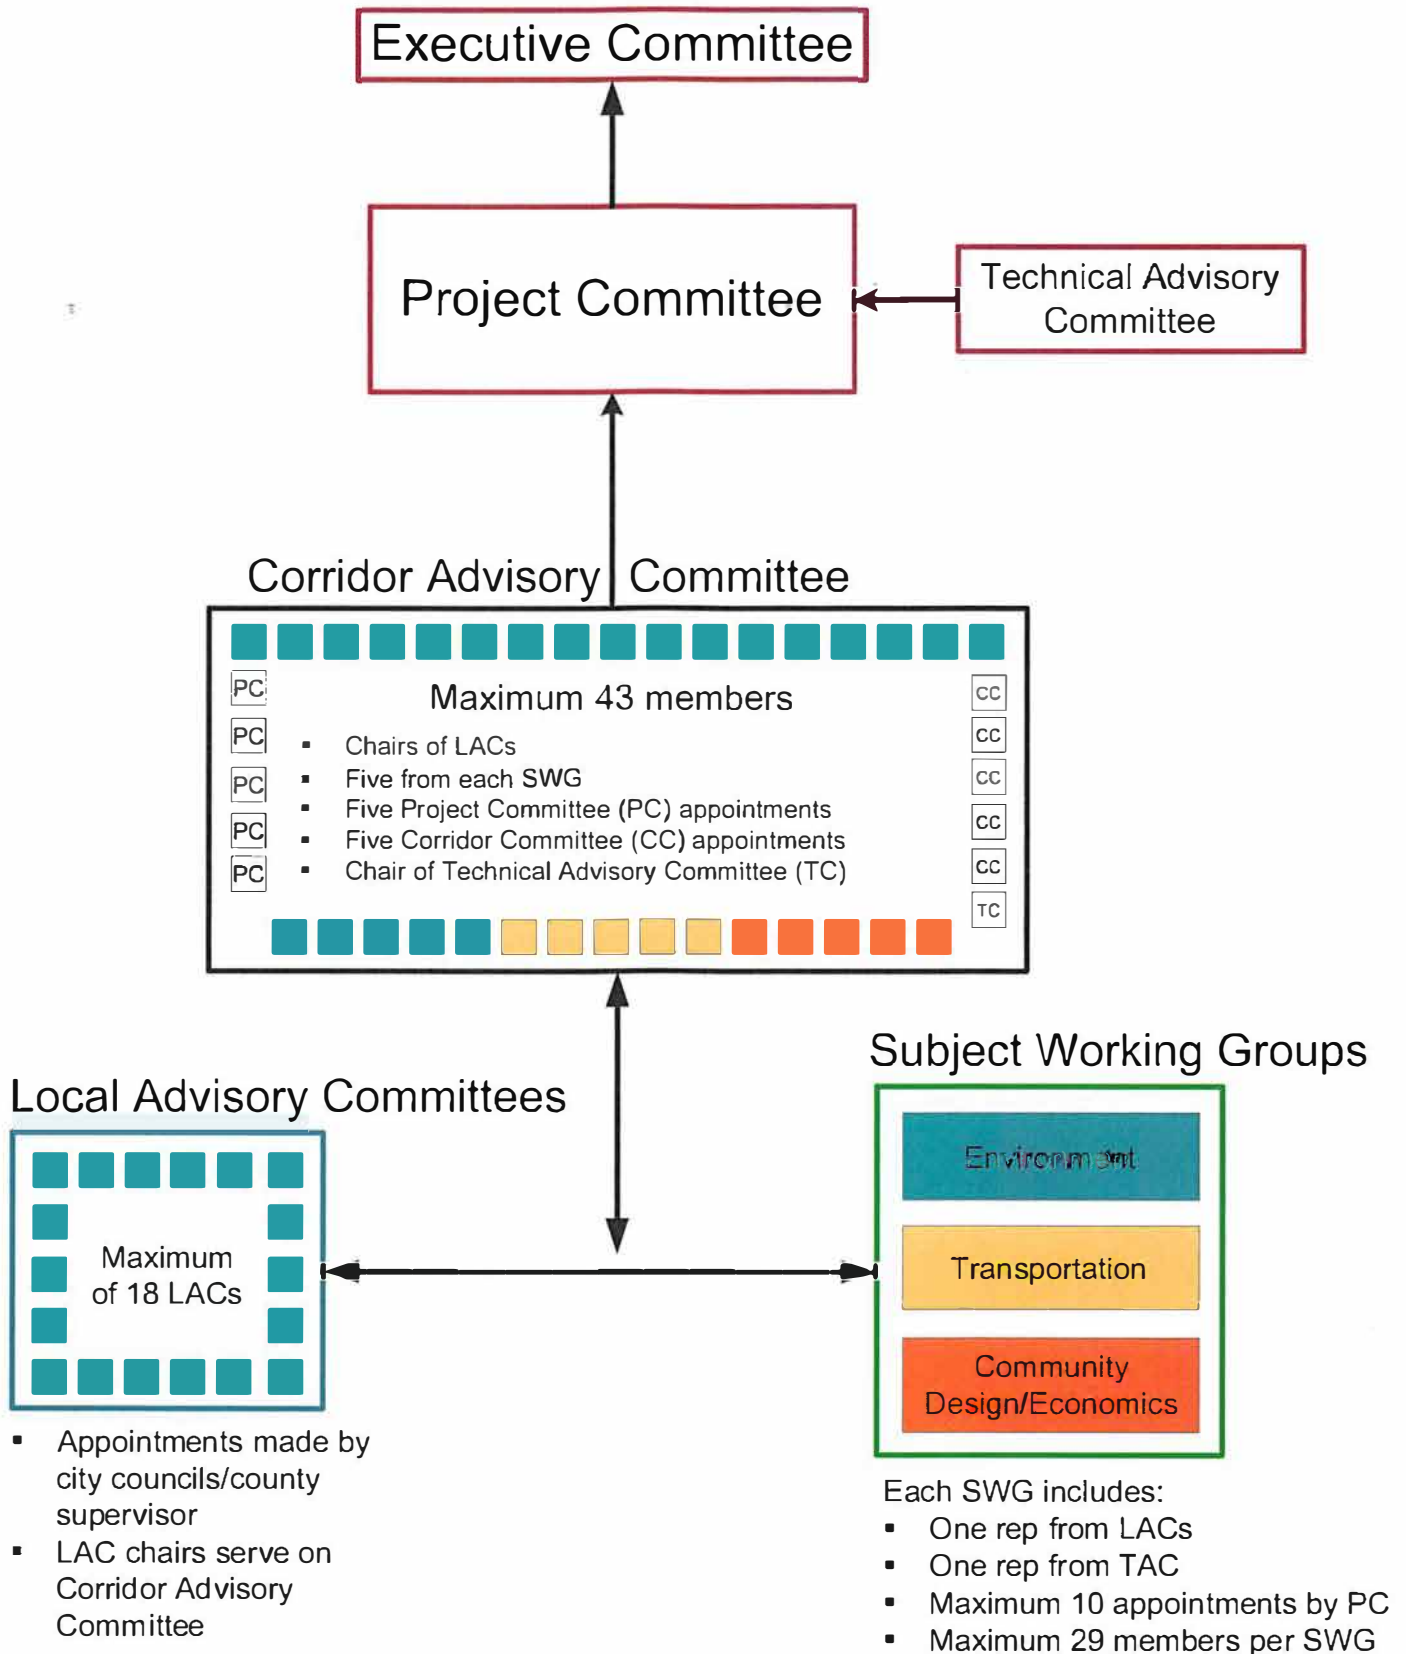 Executive Committee
Project Committee
Technical Advisory
Committee
Corridor Advisory Committee
PC
PC
PC
PC
PC
Maximum 43 members
▪ Chairs of LACs
▪ Five from each SWG
▪ Five Project Committee (PC) appointments
▪ Five Corridor Committee (CC) appointments
▪ Chair of Technical Advisory Committee (TC)
CC
CC
CC
CC
CC
TC
Local Advisory Committees
Maximum
of 18 LACs
▪ Appointments made by
city councils/county
supervisor
▪ LAC chairs serve on
Corridor Advisory
Committee
Subject Working Groups
Environment
Transportation
Community
Design/Economics
Each SWG includes:
▪ One rep from LACs
▪ One rep from TAC
▪ Maximum 10 appointments by PC
▪ Maximum 29 members per SWG